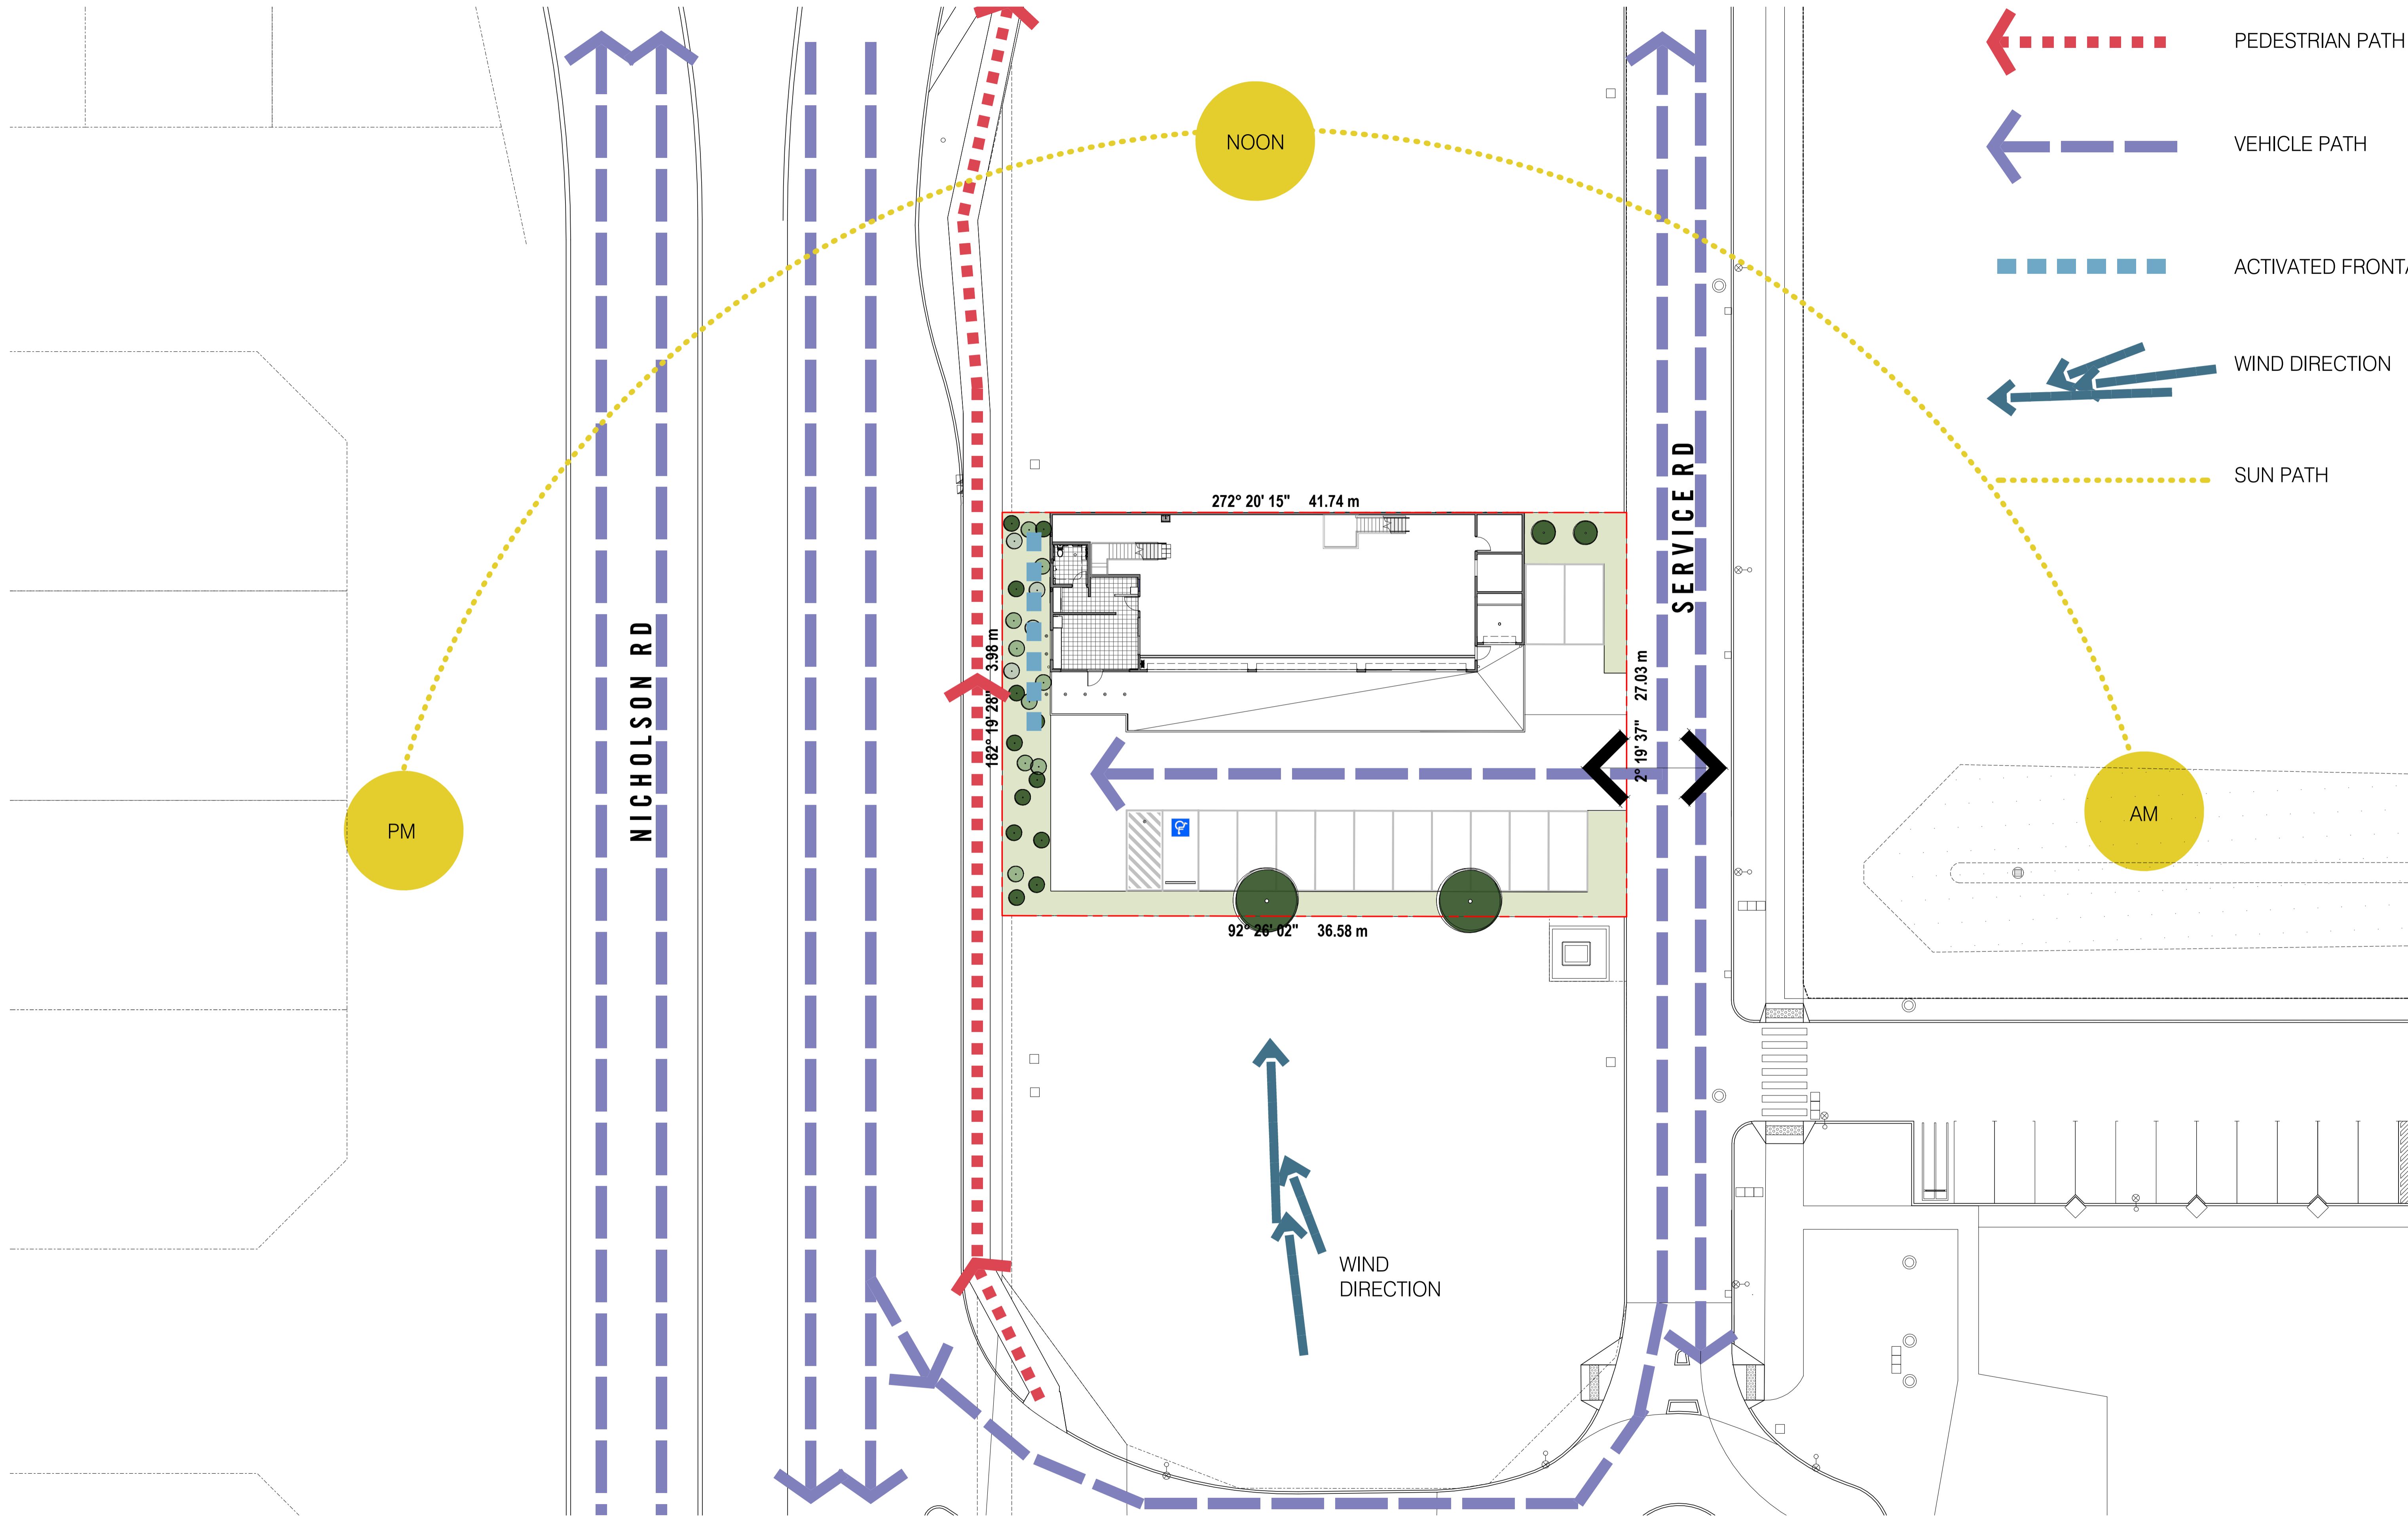 PEDESTRIAN PATH
NOON
VEHICLE PATH
ACTIVATED FRONTA
WIND DIRECTION
SUN PATH
272° 20' 15" 41.74 m
SERVICE RD
NICHOLSON RD
182° 19' 28" 3.98 m
2° 19' 37" 27.03 m
PM
AM
92° 26' 02" 36.58 m
WIND
DIRECTION